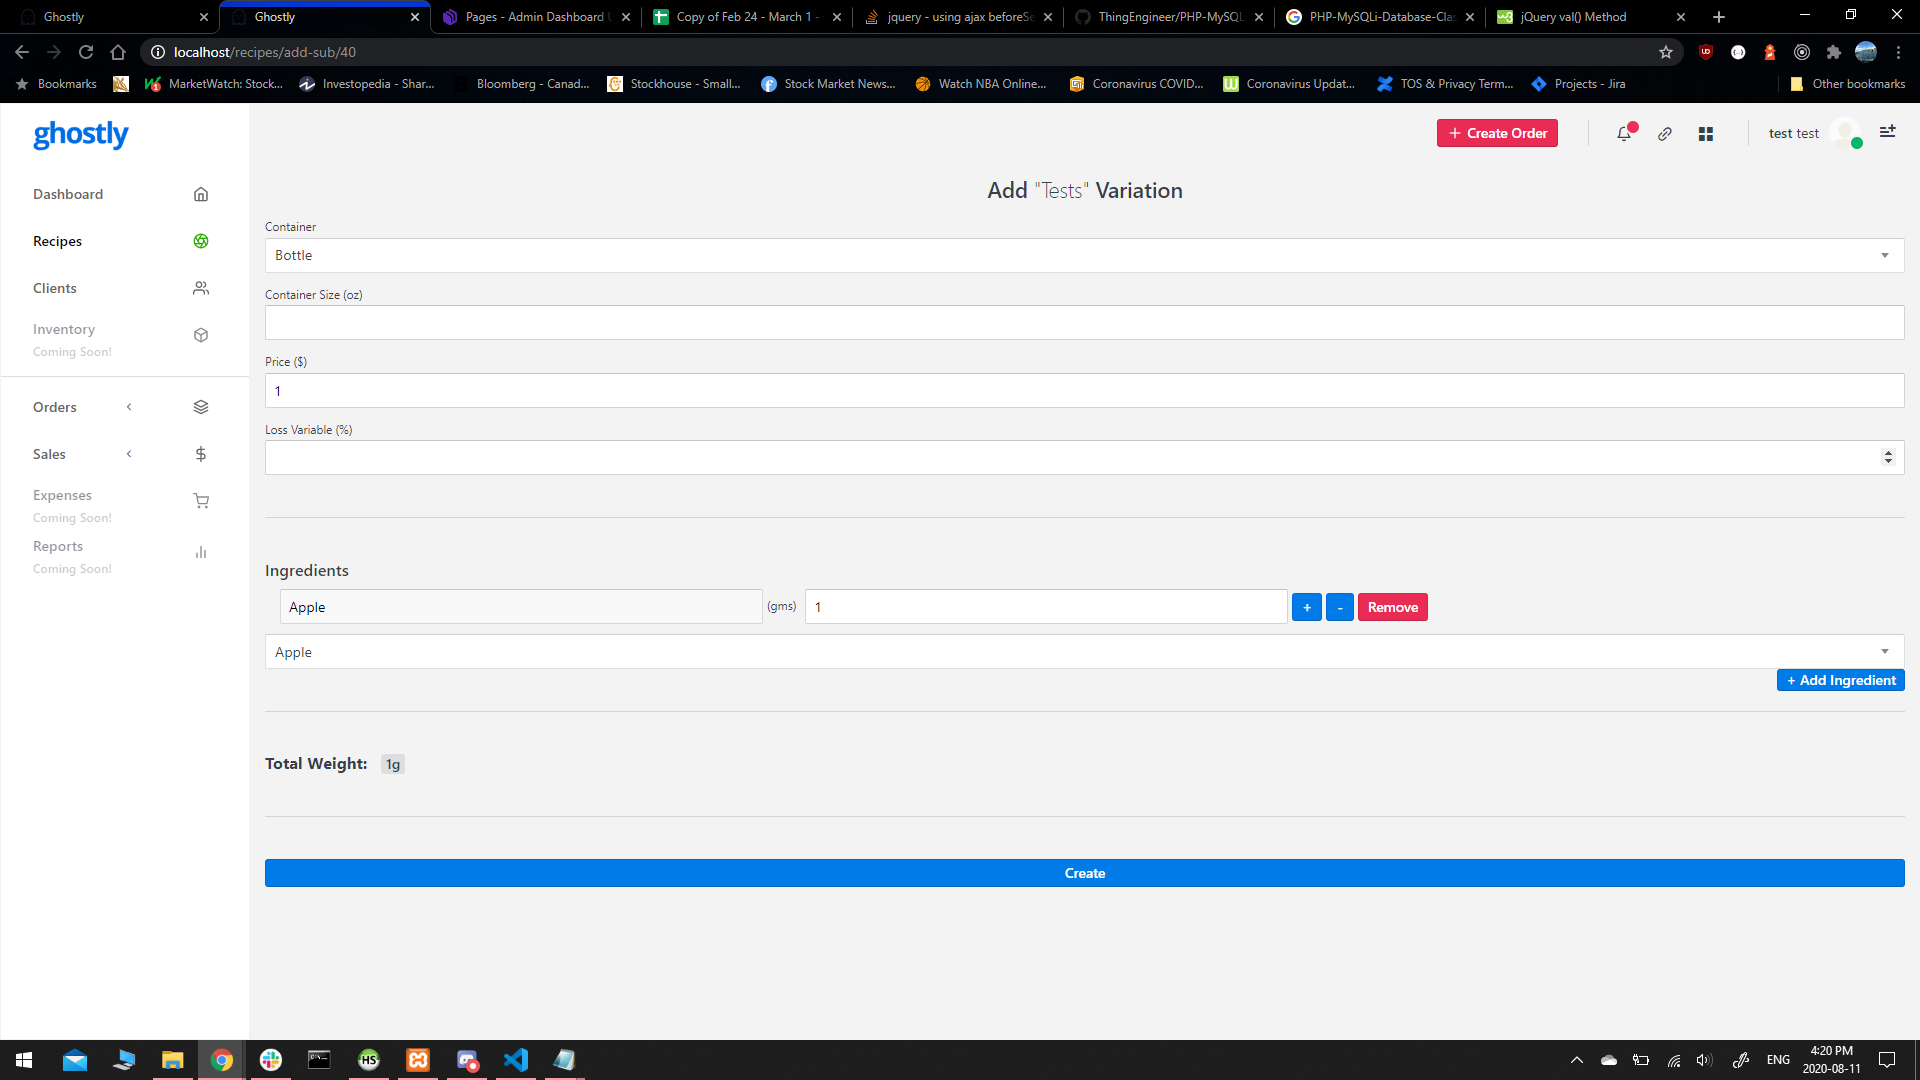 Ghostly
Ghostly
Pages - Admin Dashboard U
Copy of Feb 24 - March 1 -
jquery - using ajax beforeSe
ThingEngineer/PHP-MySQL
PHP-MySQLi-Database-Clas
jQuery val() Method
localhost/recipes/add-sub/40
Bookmarks
MarketWatch: Stock...
Investopedia - Shar...
Bloomberg - Canad...
Stockhouse - Small...
Stock Market News...
Watch NBA Online...
Coronavirus COVID...
Coronavirus Updat...
TOS & Privacy Term...
Projects - Jira
Other bookmarks
ghostly
+ Create Order
test test
Dashboard
Recipes
Clients
Inventory
Coming Soon!
Orders
Sales
Expenses
Coming Soon!
Reports
Coming Soon!
Add "Tests" Variation
Container
Bottle
Container Size (oz)
Price ($)
1
Loss Variable (%)
Ingredients
Apple (gms) 1 + - Remove
Apple
+ Add Ingredient
Total Weight: 1g
Create
ENG
4:20 PM
2020-08-11